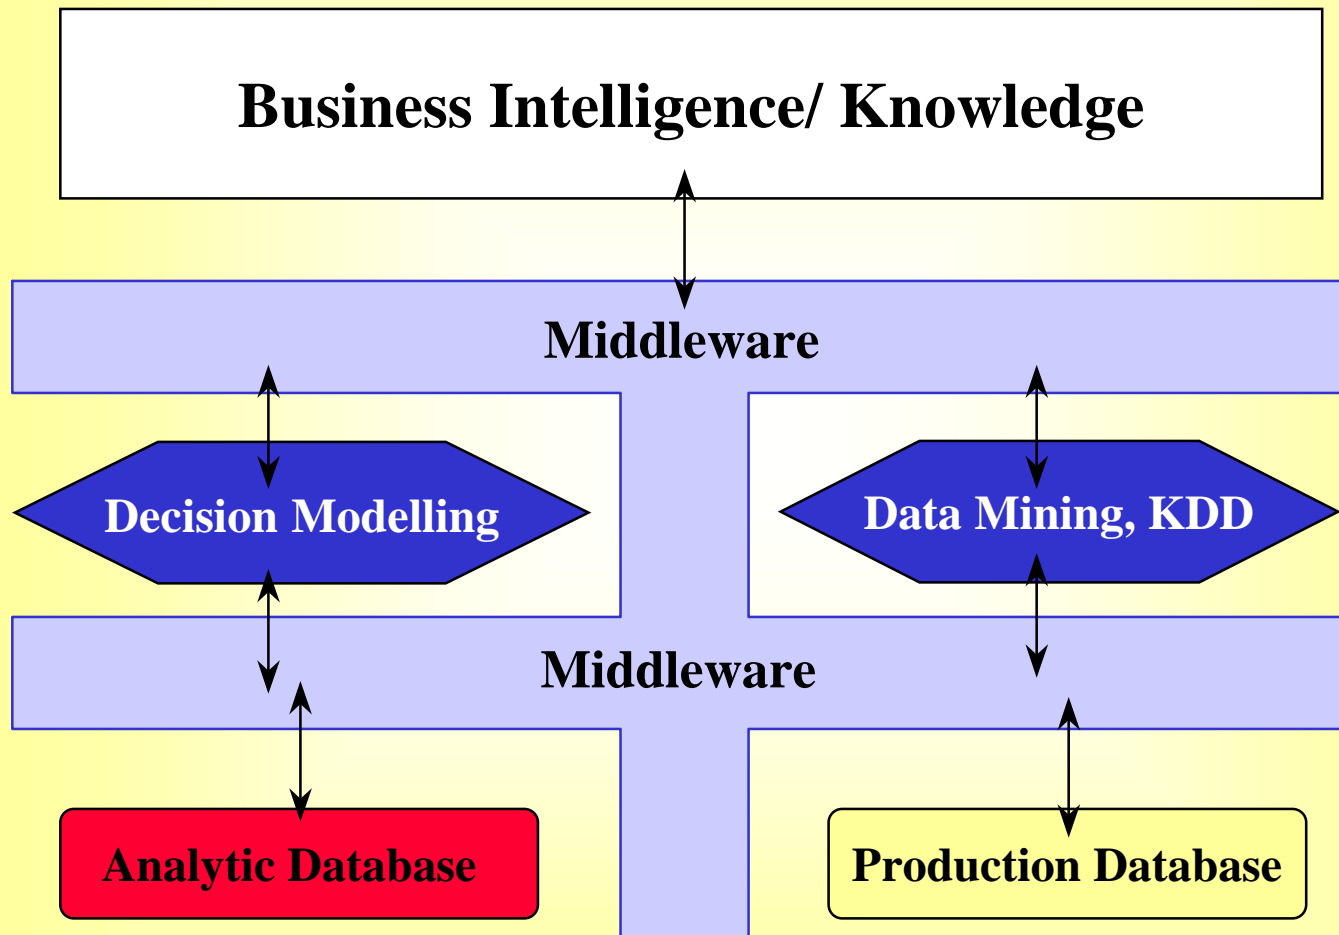 Business Intelligence/ Knowledge
Middleware
Decision Modelling
Data Mining, KDD
Middleware
Analytic Database
Production Database